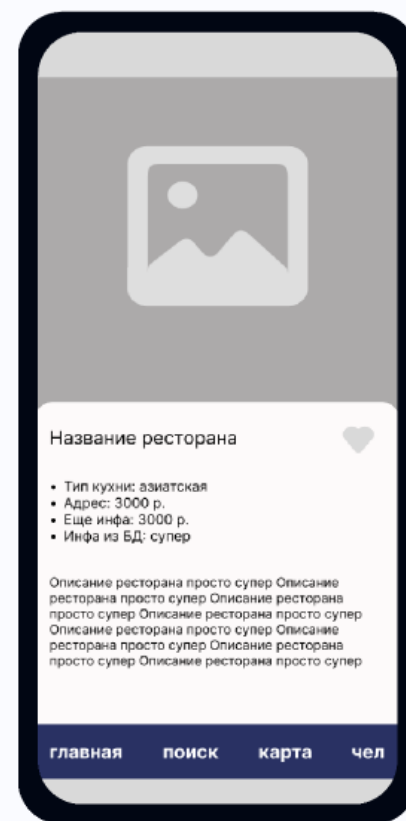 Название ресторана
• Тип кухни: азиатская
• Адрес: 3000 р.
• Еще инфа: 3000 р.
• Инфа из БД: супер
Описание ресторана просто супер Описание
ресторана просто супер Описание ресторана
просто супер Описание ресторана просто супер
Описание ресторана просто супер Описание
ресторана просто супер Описание ресторана
просто супер Описание ресторана просто супер
главная поиск карта чел